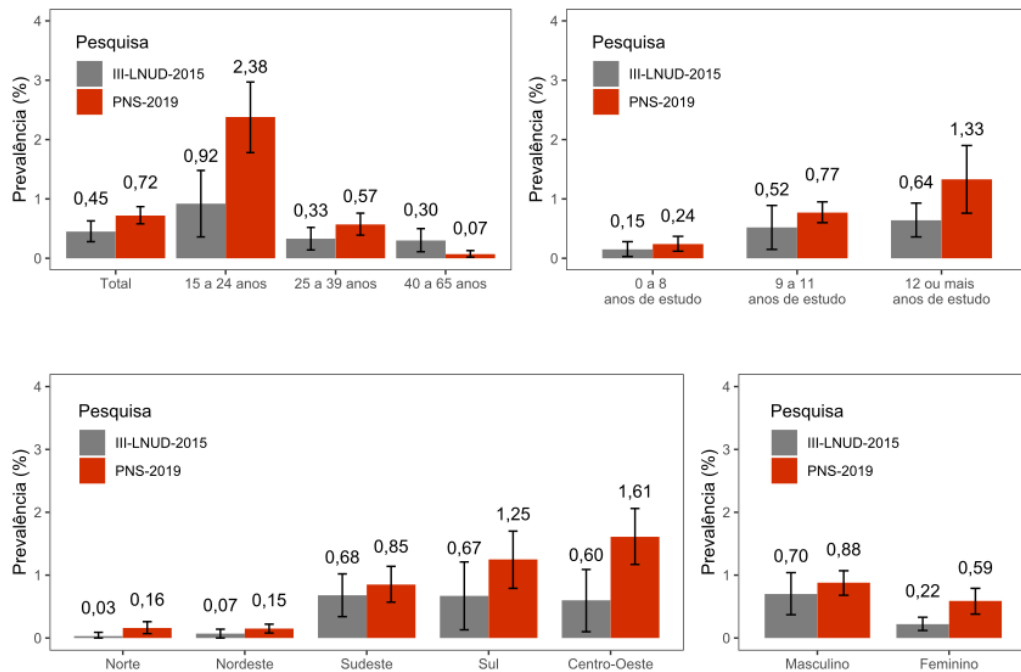 4
3
2
1
0
Prevalência (%)
Pesquisa
III-LNUD-2015
PNS-2019
0,45
0,72
0,92
2,38
0,33
0,57
0,30
0,07
Total
15 a 24 anos
25 a 39 anos
40 a 65 anos
4
3
2
1
0
Prevalência (%)
Pesquisa
III-LNUD-2015
PNS-2019
0,15
0,24
0,52
0,77
0,64
1,33
0 a 8
anos de estudo
9 a 11
anos de estudo
12 ou mais
anos de estudo
4
3
2
1
0
Prevalência (%)
Pesquisa
III-LNUD-2015
PNS-2019
0,03
0,16
0,07
0,15
0,68
0,85
0,67
1,25
0,60
1,61
Norte
Nordeste
Sudeste
Sul
Centro-Oeste
4
3
2
1
0
Prevalência (%)
Pesquisa
III-LNUD-2015
PNS-2019
0,70
0,88
0,22
0,59
Masculino
Feminino